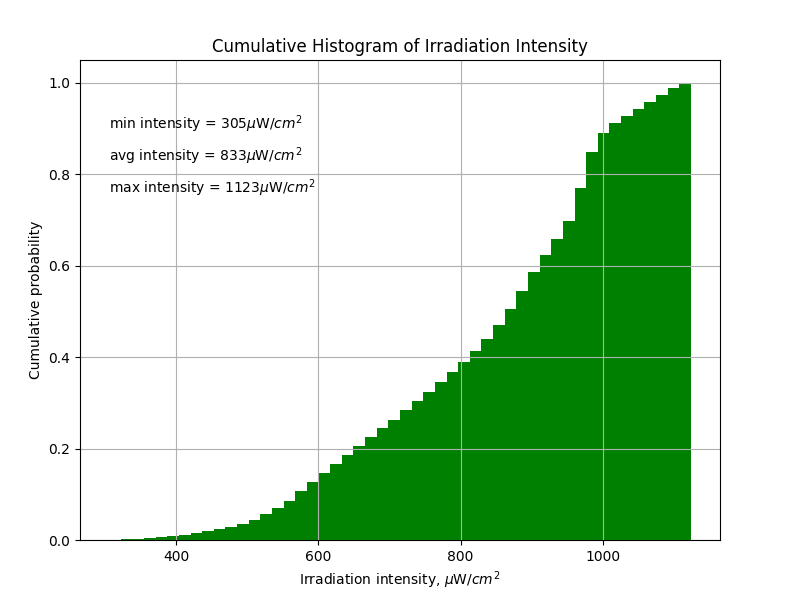 Cumulative Histogram of Irradiation Intensity
1.0
min intensity = 305μW/cm²
avg intensity = 833μW/cm²
0.8
max intensity = 1123μW/cm²
Cumulative probability
0.6
0.4
0.2
0.0
400 600 800 1000
Irradiation intensity, μW/cm²